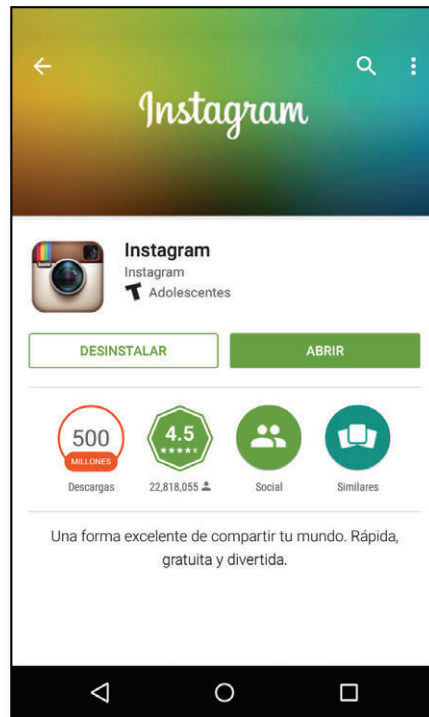 Instagram
Instagram
Instagram
Adolescentes
DESINSTALAR
ABRIR
500
MILLONES
Descargas
4.5
22,818,055
Social
Similares
Una forma excelente de compartir tu mundo. Rápida,
gratuita y divertida.